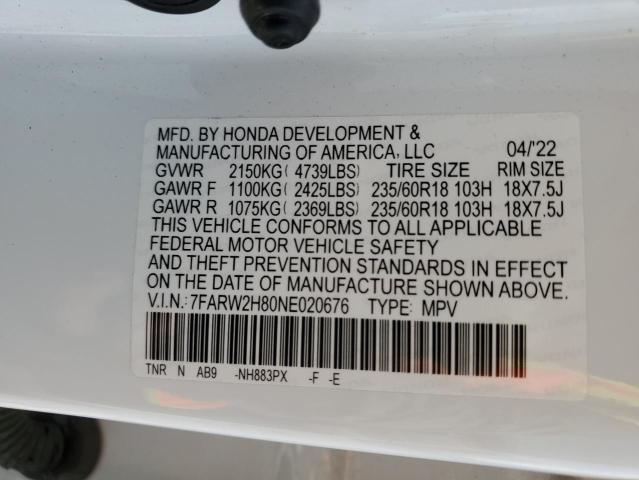 MFD. BY HONDA DEVELOPMENT &
MANUFACTURING OF AMERICA, LLC 04/'22
GVWR 2150KG( 4739LBS) TIRE SIZE RIM SIZE
GAWR F 1100KG( 2425LBS) 235/60R18 103H 18X7.5J
GAWR R 1075KG( 2369LBS) 235/60R18 103H 18X7.5J
THIS VEHICLE CONFORMS TO ALL APPLICABLE
FEDERAL MOTOR VEHICLE SAFETY
AND THEFT PREVENTION STANDARDS IN EFFECT
ON THE DATE OF MANUFACTURE SHOWN ABOVE.
V.I.N.: 7FARW2H80NE020676 TYPE: MPV
TNR N AB9 -NH883PX -F -E